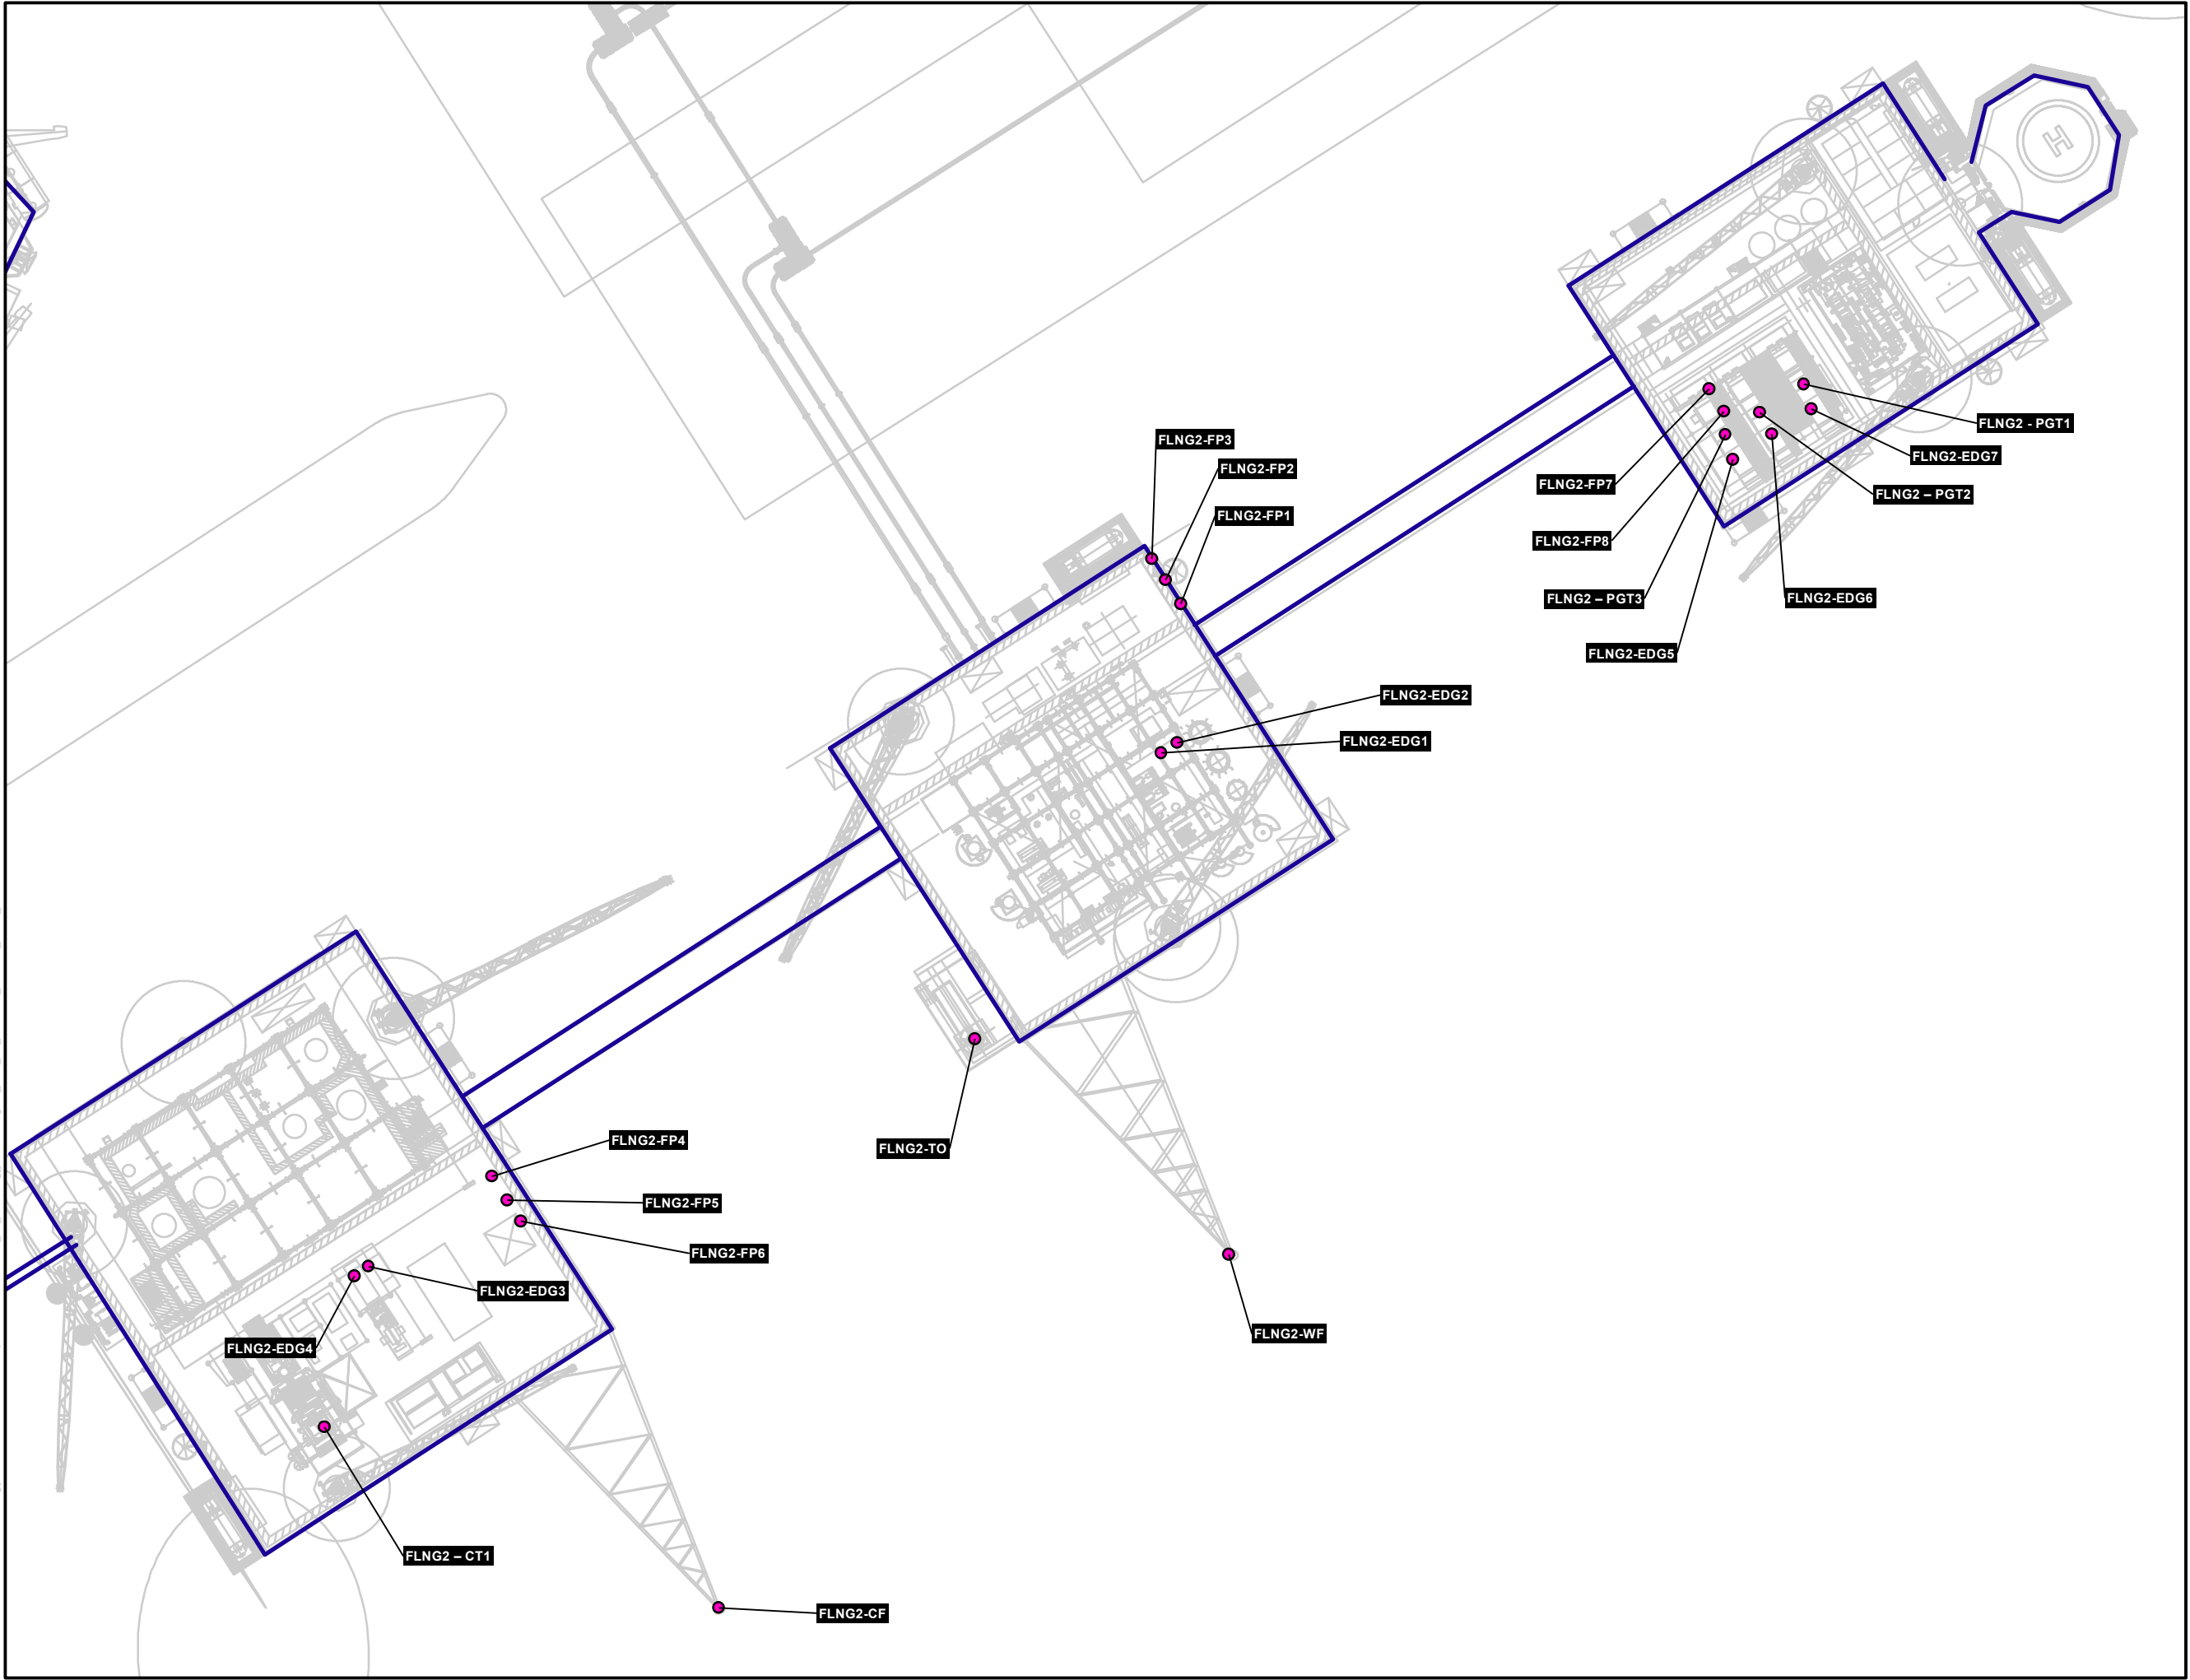 H
FLNG2 - PGT1
FLNG2-FP3
FLNG2-EDG7
FLNG2-FP2
FLNG2-FP7
FLNG2 – PGT2
FLNG2-FP1
FLNG2-FP8
FLNG2 – PGT3
FLNG2-EDG6
FLNG2-EDG5
FLNG2-EDG2
FLNG2-EDG1
FLNG2-FP4
FLNG2-TO
FLNG2-FP5
FLNG2-FP6
FLNG2-EDG3
FLNG2-WF
FLNG2-EDG4
FLNG2 – CT1
FLNG2-CF